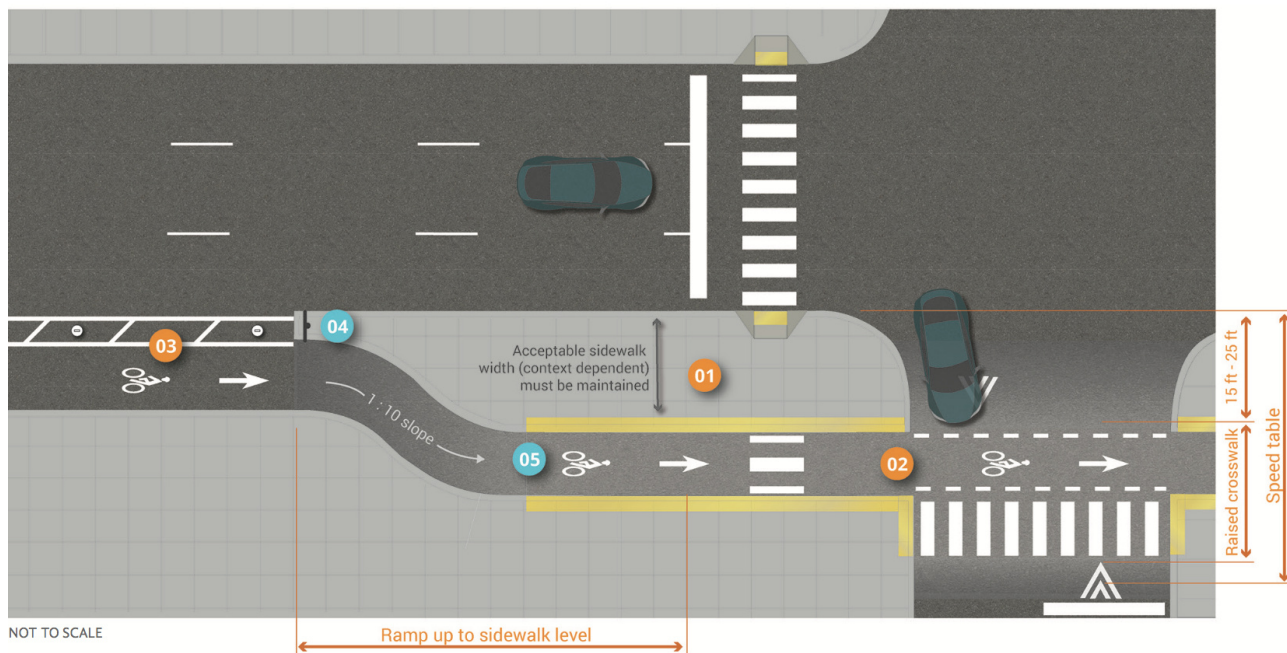 04
03
Acceptable sidewalk
width (context dependent)
must be maintained
01
15 ft - 25 ft
1 : 10 slope
05
02
Raised crosswalk
Speed table
NOT TO SCALE
Ramp up to sidewalk level